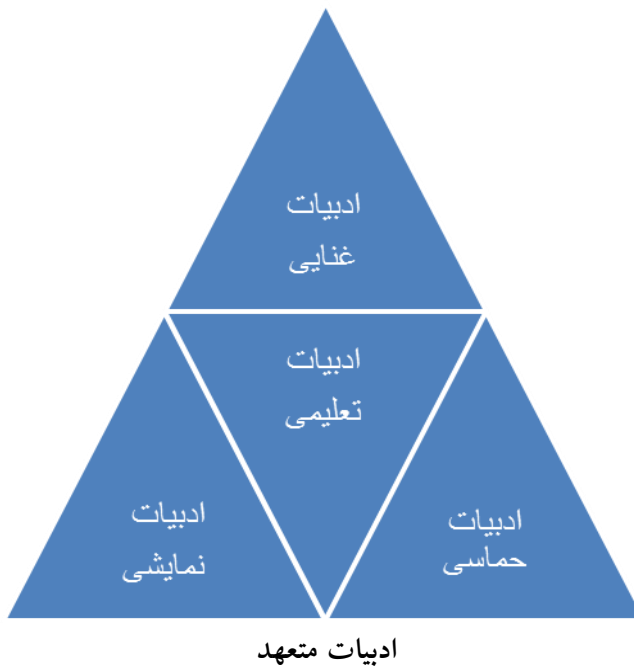 ادبیات
غنایی
ادبیات
تعلیمی
ادبیات
حماسی
ادبیات
نمایشی
ادبیات متعهد